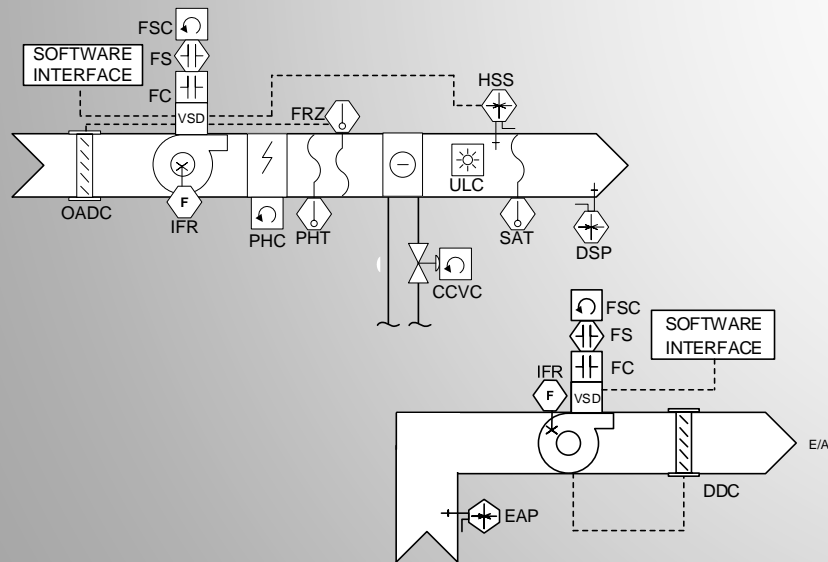 FSC
FS
SOFTWARE
INTERFACE
FC
VSD
FRZ
HSS
OADC
F
IFR
PHC
PHT
ULC
SAT
DSP
CCVC
FSC
FS
FC
VSD
SOFTWARE
INTERFACE
IFR
F
E/A
DDC
EAP